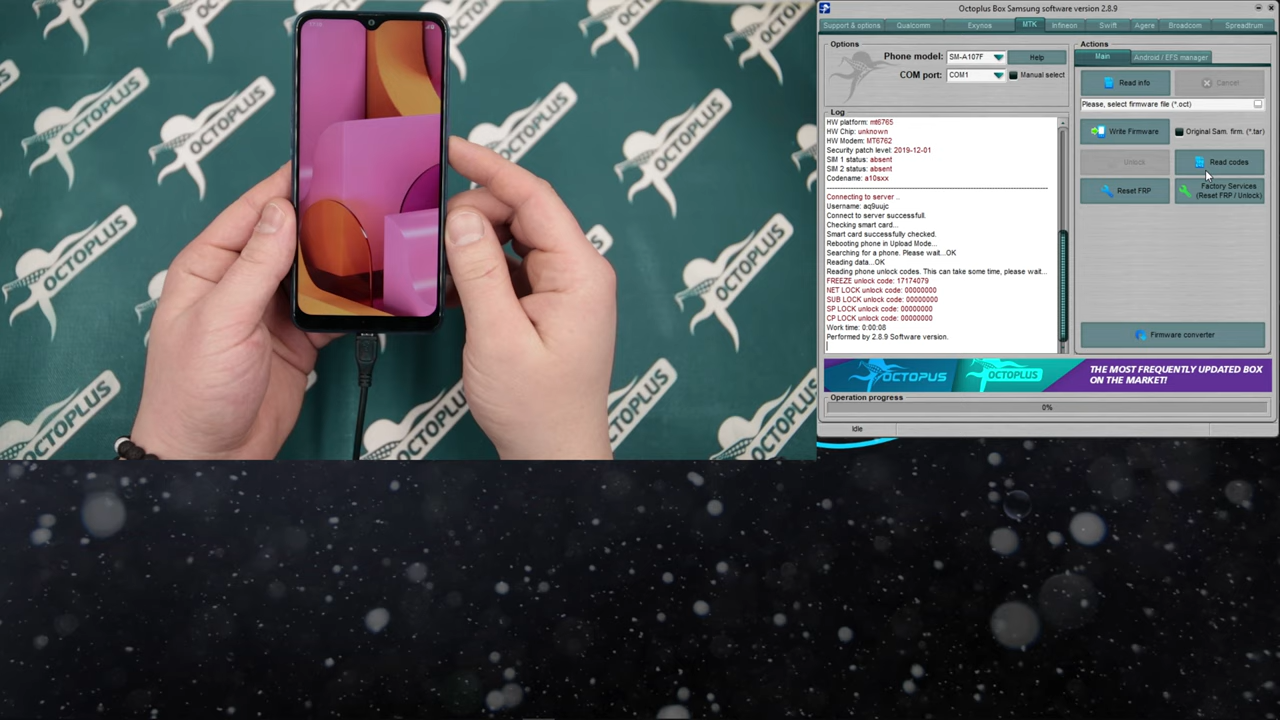 OCTOPLUS
OCTOPLUS
OCTOPLUS
OCTOPLUS
OCTOPLUS
OCTOPLUS
OCTOPLUS
OCTOPLUS
Octoplus Box Samsung software version 2.8.9
Support & options
Qualcomm
Exynos
MTK
Infineon
Swift
Agere
Broadcom
Spreadtrum
Options
Phone model: SM-A107F Help
COM port: COM1 Manual select
Log
HW platform: mt6765
HW Chip: unknown
HW Modem: MT6762
Security patch level: 2019-12-01
SIM 1 status: absent
SIM 2 status: absent
Codename: a10sxx
Connecting to server ..
Username: aq9uujc
Connect to server successfull.
Checking smart card...
Smart card successfully checked.
Rebooting phone in Upload Mode...
Searching for a phone. Please wait...OK
Reading data...OK
Reading phone unlock codes. This can take some time, please wait...
FREEZE unlock code: 17174079
NET LOCK unlock code: 00000000
SUB LOCK unlock code: 00000000
SP LOCK unlock code: 00000000
CP LOCK unlock code: 00000000
Work time: 0:00:08
Performed by 2.8.9 Software version.
Actions
Main
Android / EFS manager
Read info
Cancel
Please, select firmware file (*.oct)
Write Firmware
Original Sam. firm. (*.tar)
Unlock
Read codes
Reset FRP
Factory Services
(Reset FRP / Unlock)
Firmware converter
OCTOPUS
OCTOPLUS
THE MOST FREQUENTLY UPDATED BOX
ON THE MARKET!
Operation progress
0%
Idle